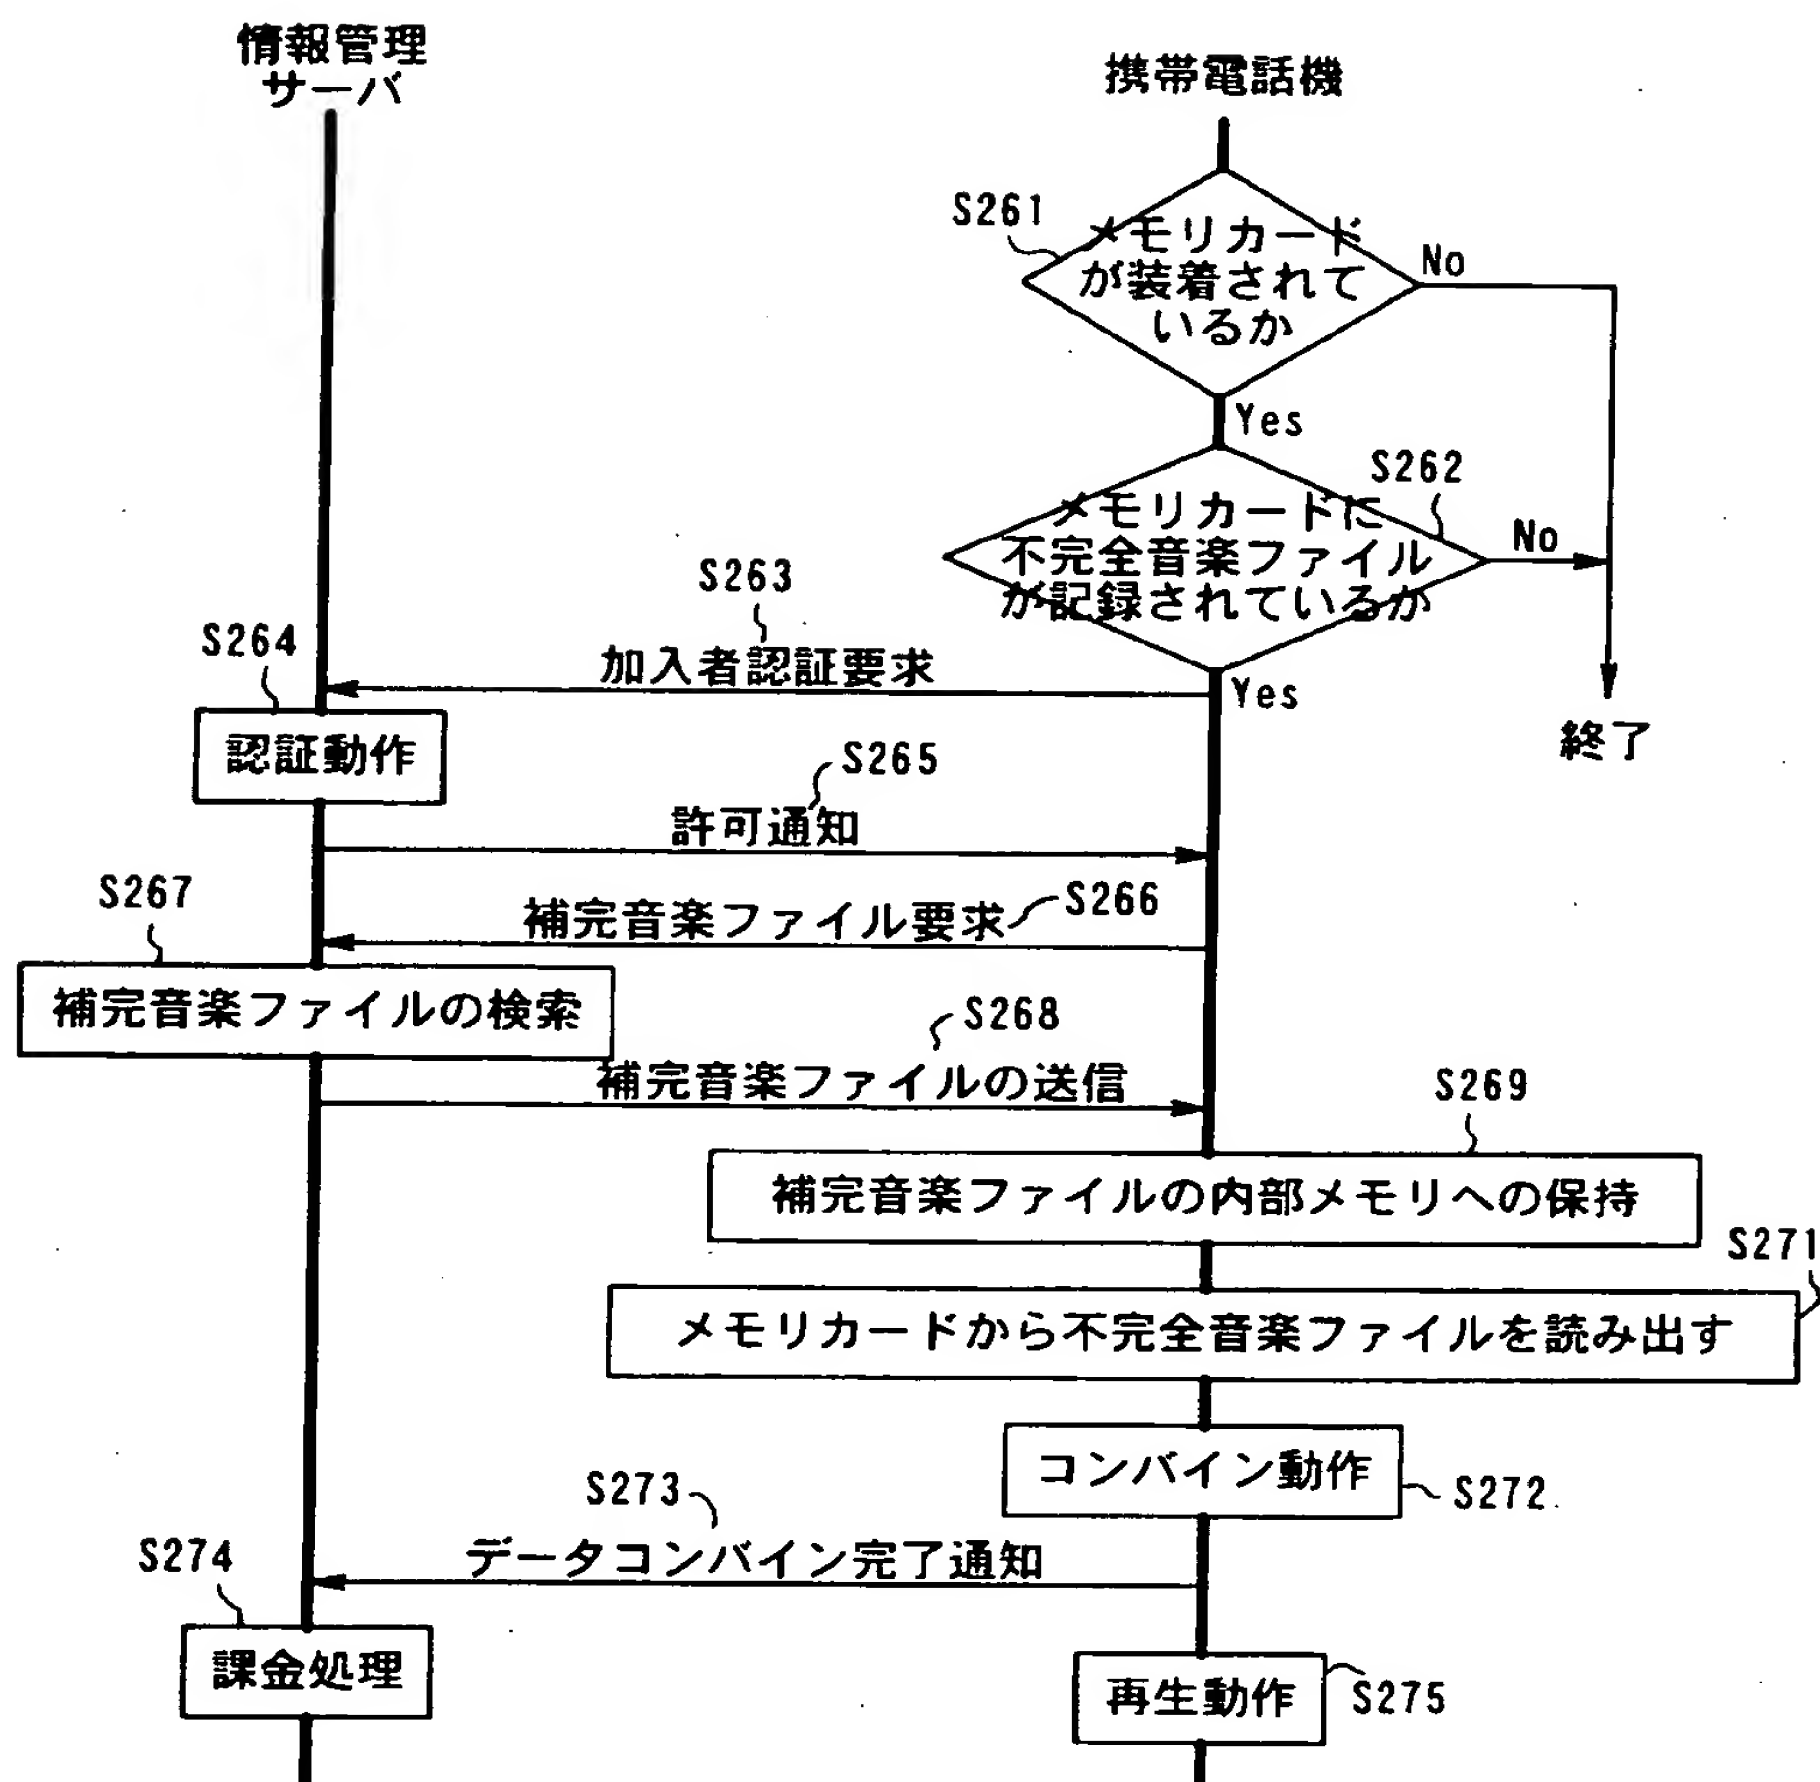 情報管理
サーバ
携帯電話機
S261
メモリカード
が装着されて
いるか
No
Yes
S262
メモリカードに
不完全音楽ファイル
が記録されているか
No
S263
加入者認証要求
Yes
S264
認証動作
終了
S265
許可通知
S266
補完音楽ファイル要求
S267
補完音楽ファイルの検索
S268
補完音楽ファイルの送信
S269
補完音楽ファイルの内部メモリへの保持
S271
メモリカードから不完全音楽ファイルを読み出す
コンバイン動作
S272
S273
データコンバイン完了通知
S274
課金処理
再生動作
S275